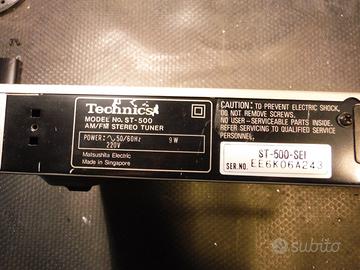 Technics
MODEL NO. ST-500
AM/FM STEREO TUNER
POWER: ∿ 50/60Hz 9W
220V
Matsushita Electric
Made in Singapore
CAUTION: TO PREVENT ELECTRIC SHOCK,
DO NOT REMOVE SCREWS.
NO USER-SERVICEABLE PARTS INSIDE.
REFER SERVICING TO QUALIFIED SERVICE
PERSONNEL.
ST-500-SEI
SER.NO. EE6K06A243
subito